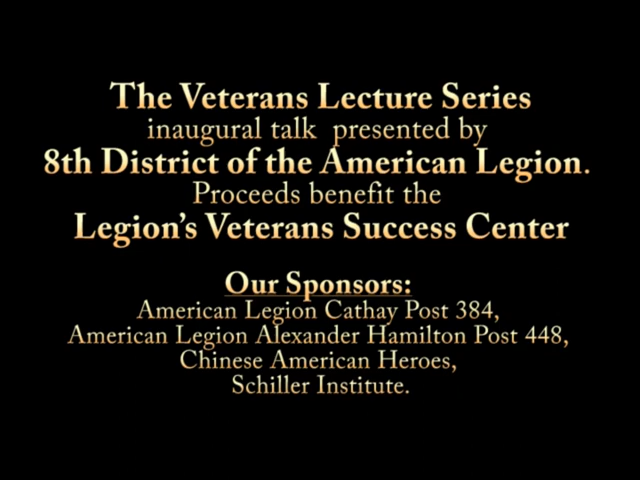 The Veterans Lecture Series
inaugural talk presented by
8th District of the American Legion.
Proceeds benefit the
Legion's Veterans Success Center
Our Sponsors:
American Legion Cathay Post 384,
American Legion Alexander Hamilton Post 448,
Chinese American Heroes,
Schiller Institute.